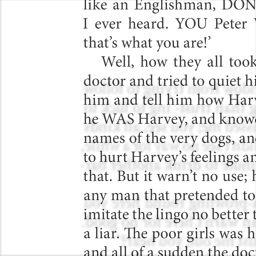 like an Englishman, DON
I ever heard. YOU Peter
that's what you are!'
Well, how they all took
doctor and tried to quiet hi
him and tell him how Har
he WAS Harvey, and know
names of the very dogs, an
to hurt Harvey's feelings an
that. But it warn't no use; h
any man that pretended to
imitate the lingo no better t
a liar. The poor girls was h
and all of a sudden the doc